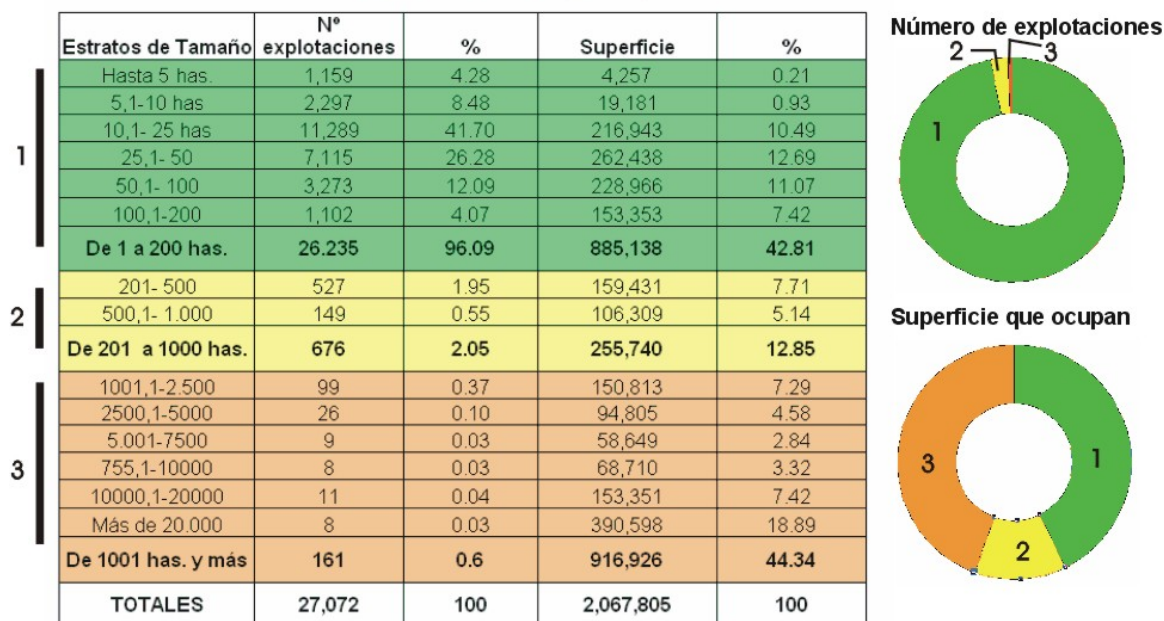 Estratos de Tamaño Nº explotaciones % Superficie %
Hasta 5 has. 1,159 4.28 4,257 0.21
5,1-10 has 2,297 8.48 19,181 0.93
10,1- 25 has 11,289 41.70 216,943 10.49
25,1- 50 7,115 26.28 262,438 12.69
50,1- 100 3,273 12.09 228,966 11.07
100,1-200 1,102 4.07 153,353 7.42
De 1 a 200 has. 26.235 96.09 885,138 42.81
1
201- 500 527 1.95 159,431 7.71
500,1- 1.000 149 0.55 106,309 5.14
De 201 a 1000 has. 676 2.05 255,740 12.85
2
1001,1-2.500 99 0.37 150,813 7.29
2500,1-5000 26 0.10 94,805 4.58
5.001-7500 9 0.03 58,649 2.84
755,1-10000 8 0.03 68,710 3.32
10000,1-20000 11 0.04 153,351 7.42
Más de 20.000 8 0.03 390,598 18.89
De 1001 has. y más 161 0.6 916,926 44.34
3
TOTALES 27,072 100 2,067,805 100
Número de explotaciones
2 3
1
Superficie que ocupan
3 1
2